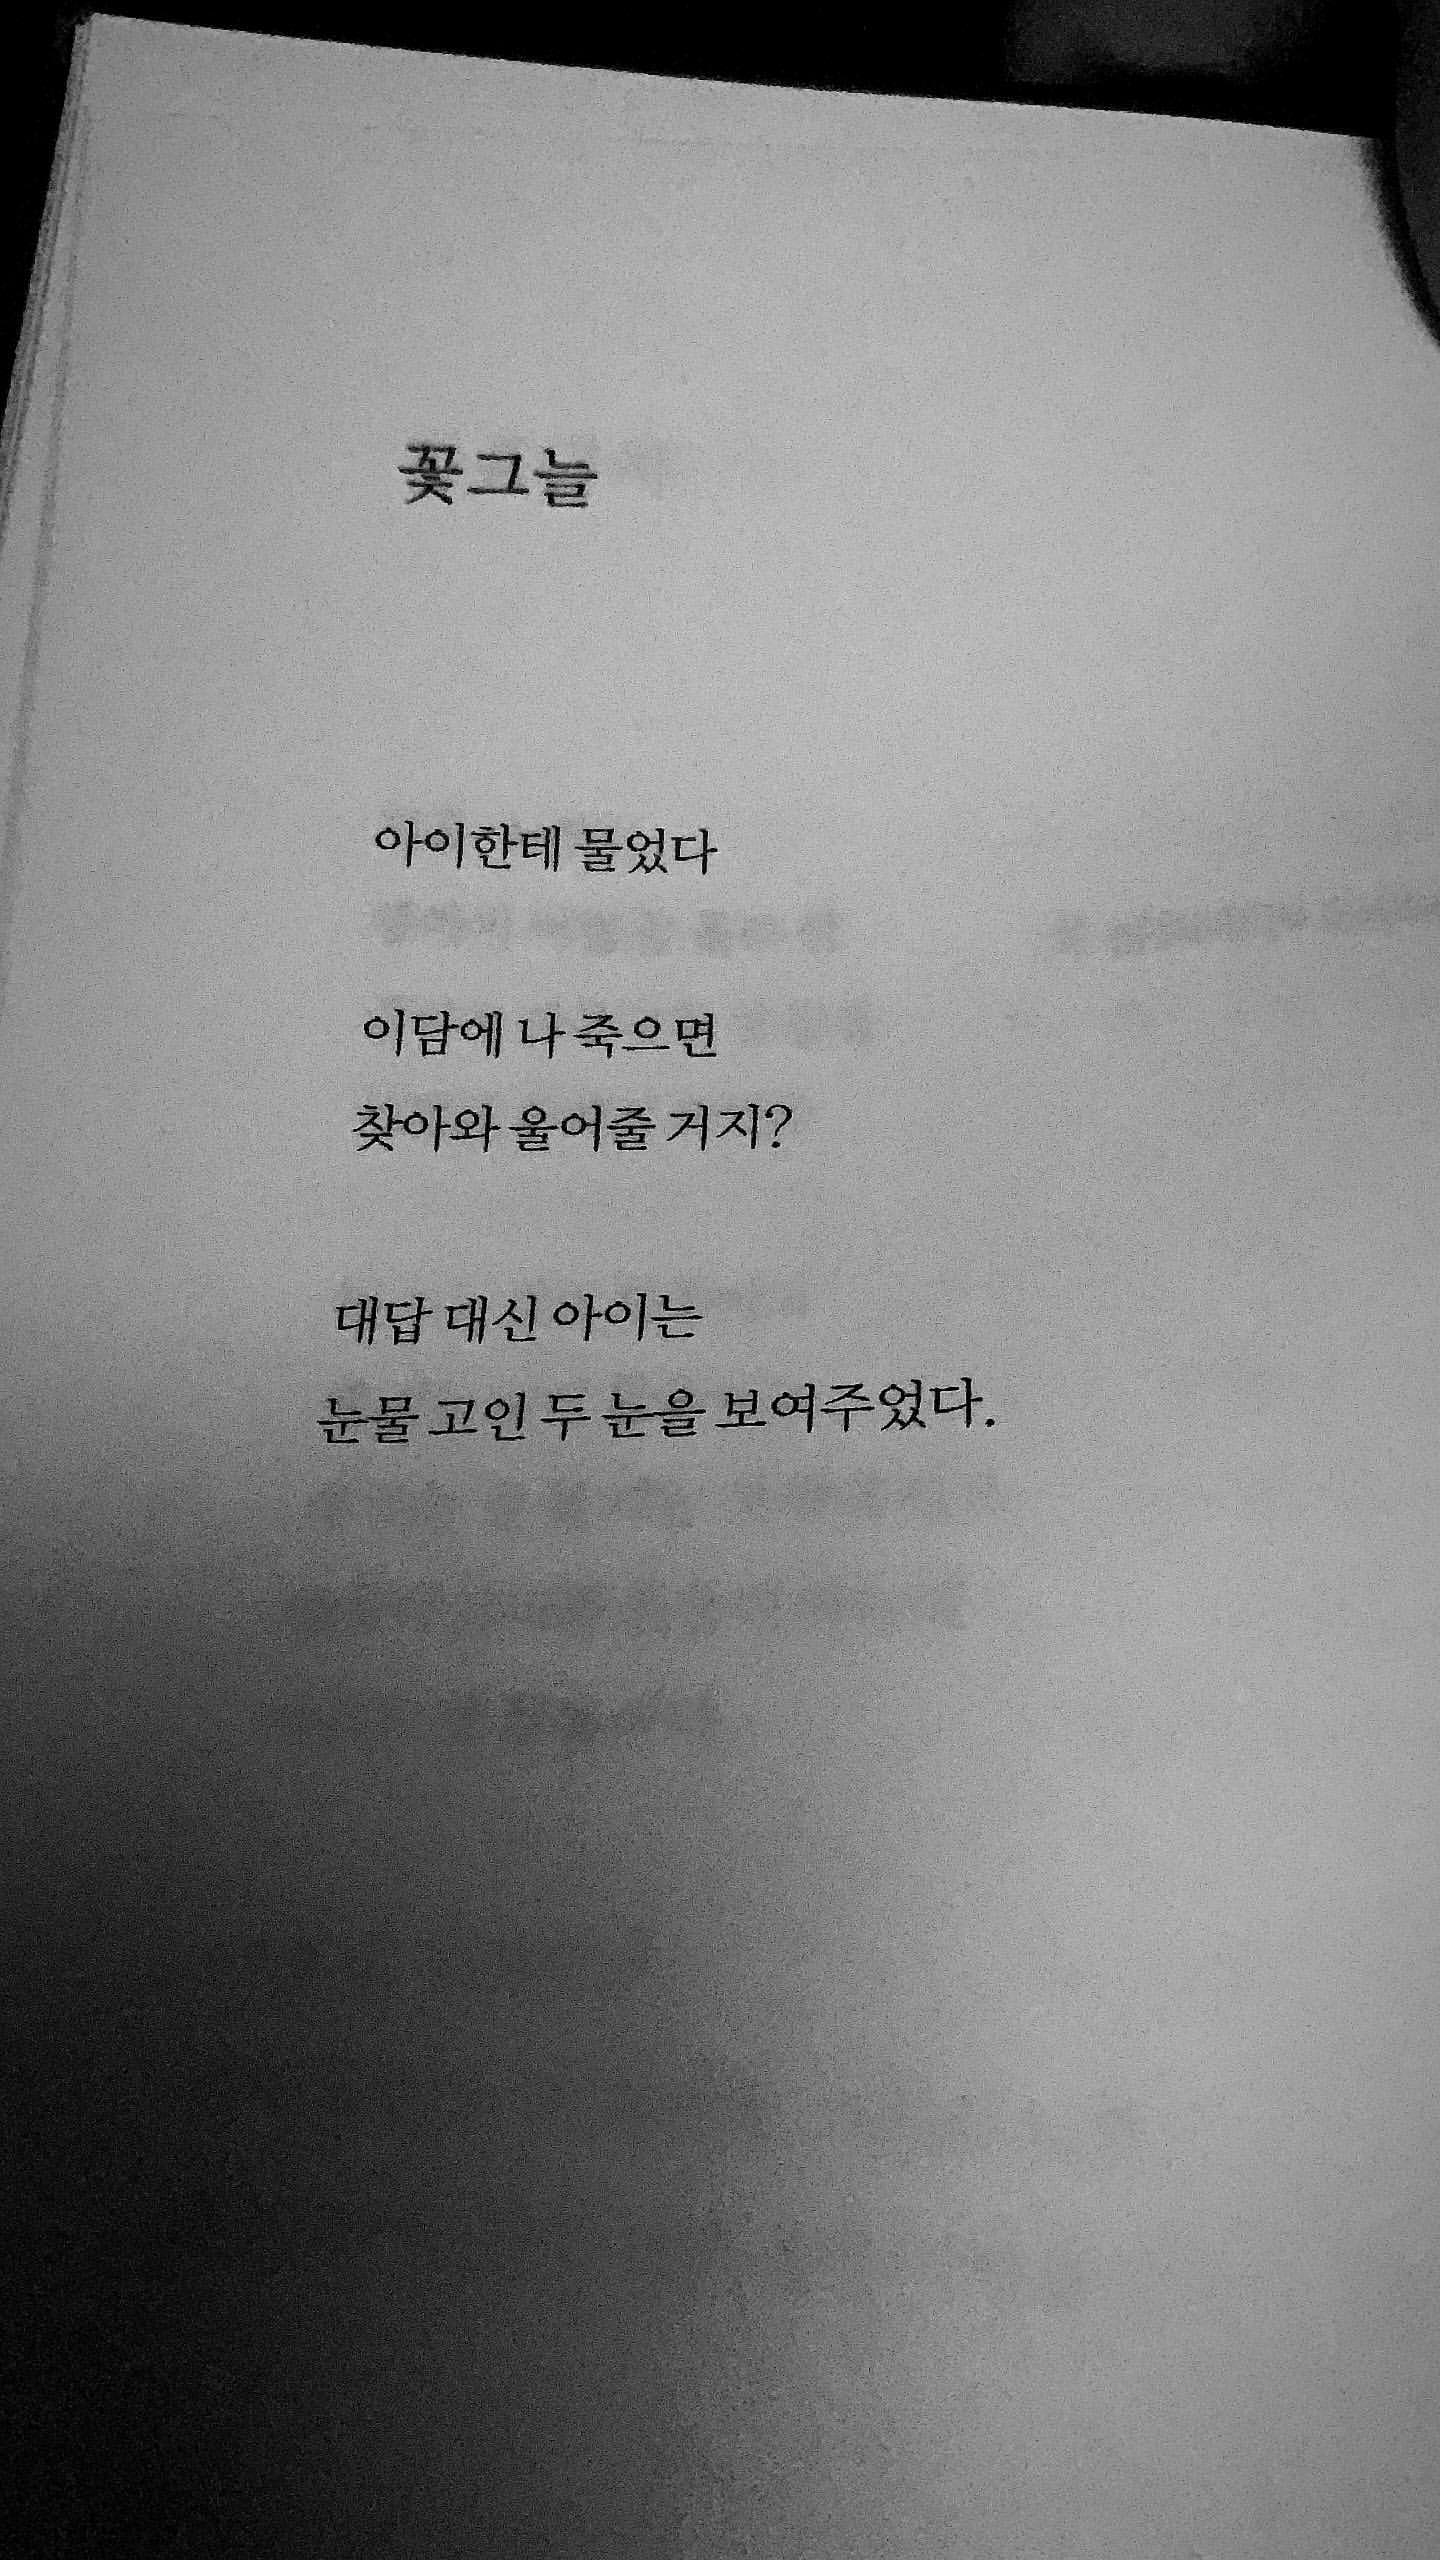 꽃그늘
아이한테 물었다
이담에 나 죽으면
찾아와 울어줄 거지?
대답 대신 아이는
눈물 고인 두 눈을 보여주었다.